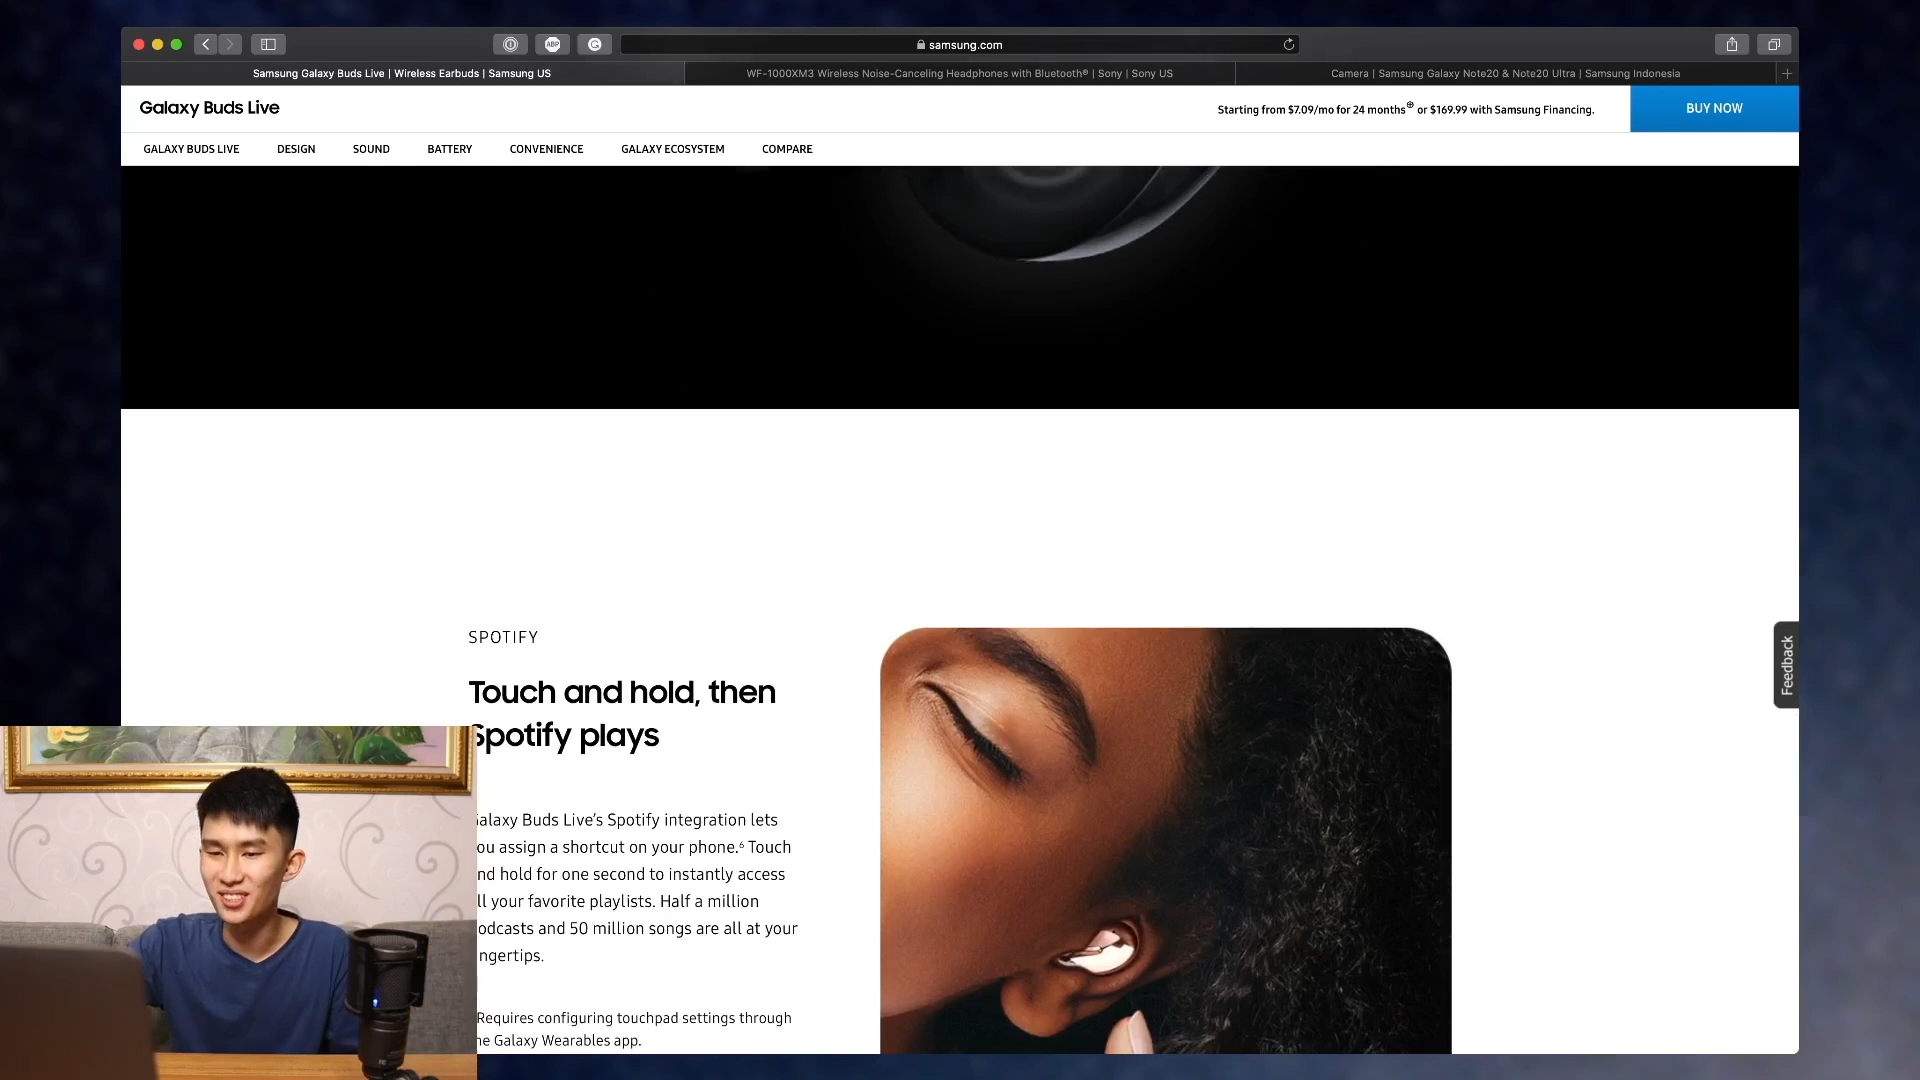 samsung.com
Samsung Galaxy Buds Live | Wireless Earbuds | Samsung US
WF-1000XM3 Wireless Noise-Canceling Headphones with Bluetooth® | Sony | Sony US
Camera | Samsung Galaxy Note20 & Note20 Ultra | Samsung Indonesia
Galaxy Buds Live
Starting from $7.09/mo for 24 months⊕ or $169.99 with Samsung Financing.
BUY NOW
GALAXY BUDS LIVE
DESIGN
SOUND
BATTERY
CONVENIENCE
GALAXY ECOSYSTEM
COMPARE
SPOTIFY
Touch and hold, then
Spotify plays
alaxy Buds Live’s Spotify integration lets
ou assign a shortcut on your phone.⁶ Touch
nd hold for one second to instantly access
ll your favorite playlists. Half a million
odcasts and 50 million songs are all at your
ngertips.
Requires configuring touchpad settings through
he Galaxy Wearables app.
Feedback
ABP